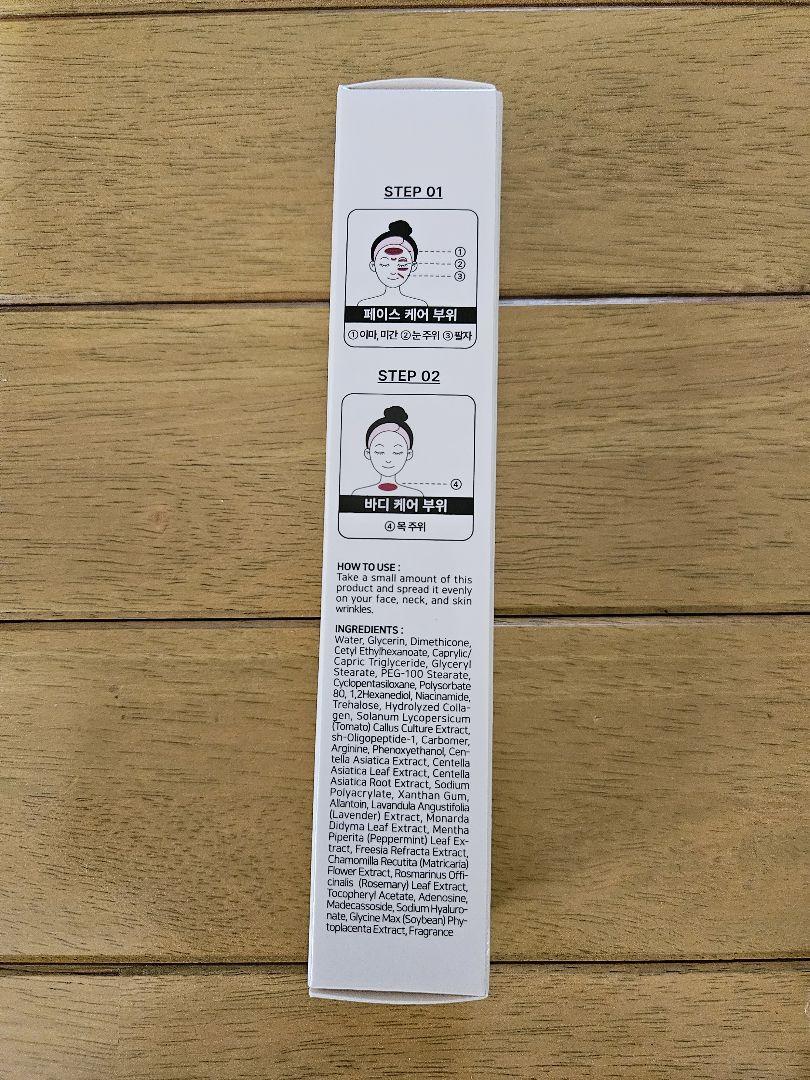 STEP 01
①
②
③
페이스 케어 부위
①이마, 미간 ②눈 주위 ③팔자
STEP 02
④
바디 케어 부위
④ 목 주위
HOW TO USE :
Take a small amount of this
product and spread it evenly
on your face, neck, and skin
wrinkles.
INGREDIENTS :
Water, Glycerin, Dimethicone,
Cetyl Ethylhexanoate, Caprylic/
Capric Triglyceride, Glyceryl
Stearate, PEG-100 Stearate,
Cyclopentasiloxane, Polysorbate
80, 1,2Hexanediol, Niacinamide,
Trehalose, Hydrolyzed Colla-
gen, Solanum Lycopersicum
(Tomato) Callus Culture Extract,
sh-Oligopeptide-1, Carbomer,
Arginine, Phenoxyethanol, Cen-
tella Asiatica Extract, Centella
Asiatica Leaf Extract, Centella
Asiatica Root Extract, Sodium
Polyacrylate, Xanthan Gum,
Allantoin, Lavandula Angustifolia
(Lavender) Extract, Monarda
Didyma Leaf Extract, Mentha
Piperita (Peppermint) Leaf Ex-
tract, Freesia Refracta Extract,
Chamomilla Recutita (Matricaria)
Flower Extract, Rosmarinus Offi-
cinalis (Rosemary) Leaf Extract,
Tocopheryl Acetate, Adenosine,
Madecassoside, Sodium Hyaluro-
nate, Glycine Max (Soybean) Phy-
toplacenta Extract, Fragrance